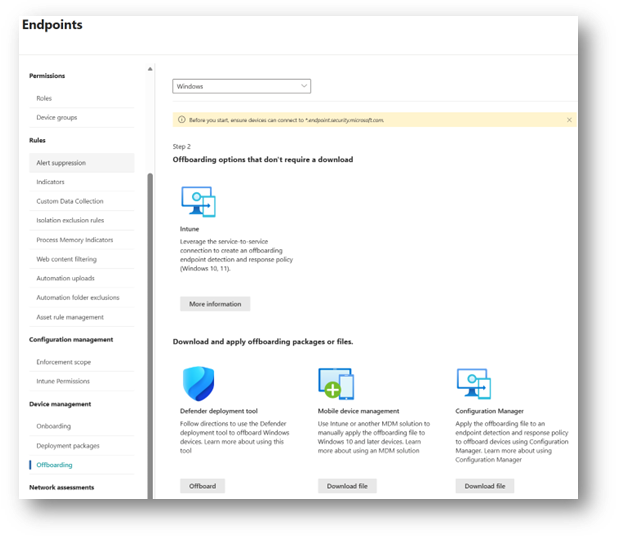 Endpoints
Permissions
Roles
Device groups
Rules
Alert suppression
Indicators
Custom Data Collection
Isolation exclusion rules
Process Memory Indicators
Web content filtering
Automation uploads
Automation folder exclusions
Asset rule management
Configuration management
Enforcement scope
Intune Permissions
Device management
Onboarding
Deployment packages
Offboarding
Network assessments
Windows
Before you start, ensure devices can connect to *.endpoint.security.microsoft.com.
Step 2
Offboarding options that don't require a download
Intune
Leverage the service-to-service
connection to create an offboarding
endpoint detection and response policy
(Windows 10, 11).
More information
Download and apply offboarding packages or files.
Defender deployment tool
Follow directions to use the Defender
deployment tool to offboard Windows
devices. Learn more about using this
tool
Offboard
Mobile device management
Use Intune or another MDM solution to
manually apply the offboarding file to
Windows 10 and later devices. Learn
more about using an MDM solution
Download file
Configuration Manager
Apply the offboarding file to an
endpoint detection and response policy
to offboard devices using Configuration
Manager. Learn more about using
Configuration Manager
Download file